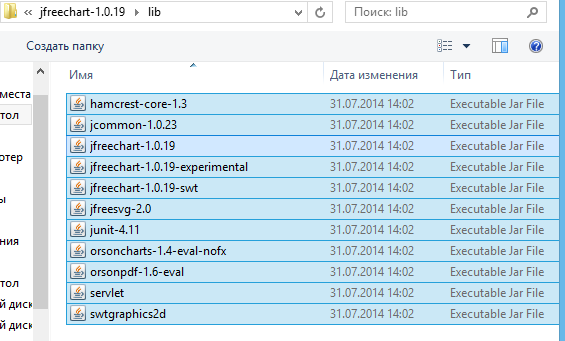 « jfreechart-1.0.19 ▸ lib
Поиск: lib
Создать папку
Имя Дата изменения Тип
места
тол
отер
ы
ния
тол
й диск
й диск
hamcrest-core-1.3 31.07.2014 14:02 Executable Jar File
jcommon-1.0.23 31.07.2014 14:02 Executable Jar File
jfreechart-1.0.19 31.07.2014 14:02 Executable Jar File
jfreechart-1.0.19-experimental 31.07.2014 14:02 Executable Jar File
jfreechart-1.0.19-swt 31.07.2014 14:02 Executable Jar File
jfreesvg-2.0 31.07.2014 14:02 Executable Jar File
junit-4.11 31.07.2014 14:02 Executable Jar File
orsoncharts-1.4-eval-nofx 31.07.2014 14:02 Executable Jar File
orsonpdf-1.6-eval 31.07.2014 14:02 Executable Jar File
servlet 31.07.2014 14:02 Executable Jar File
swtgraphics2d 31.07.2014 14:02 Executable Jar File